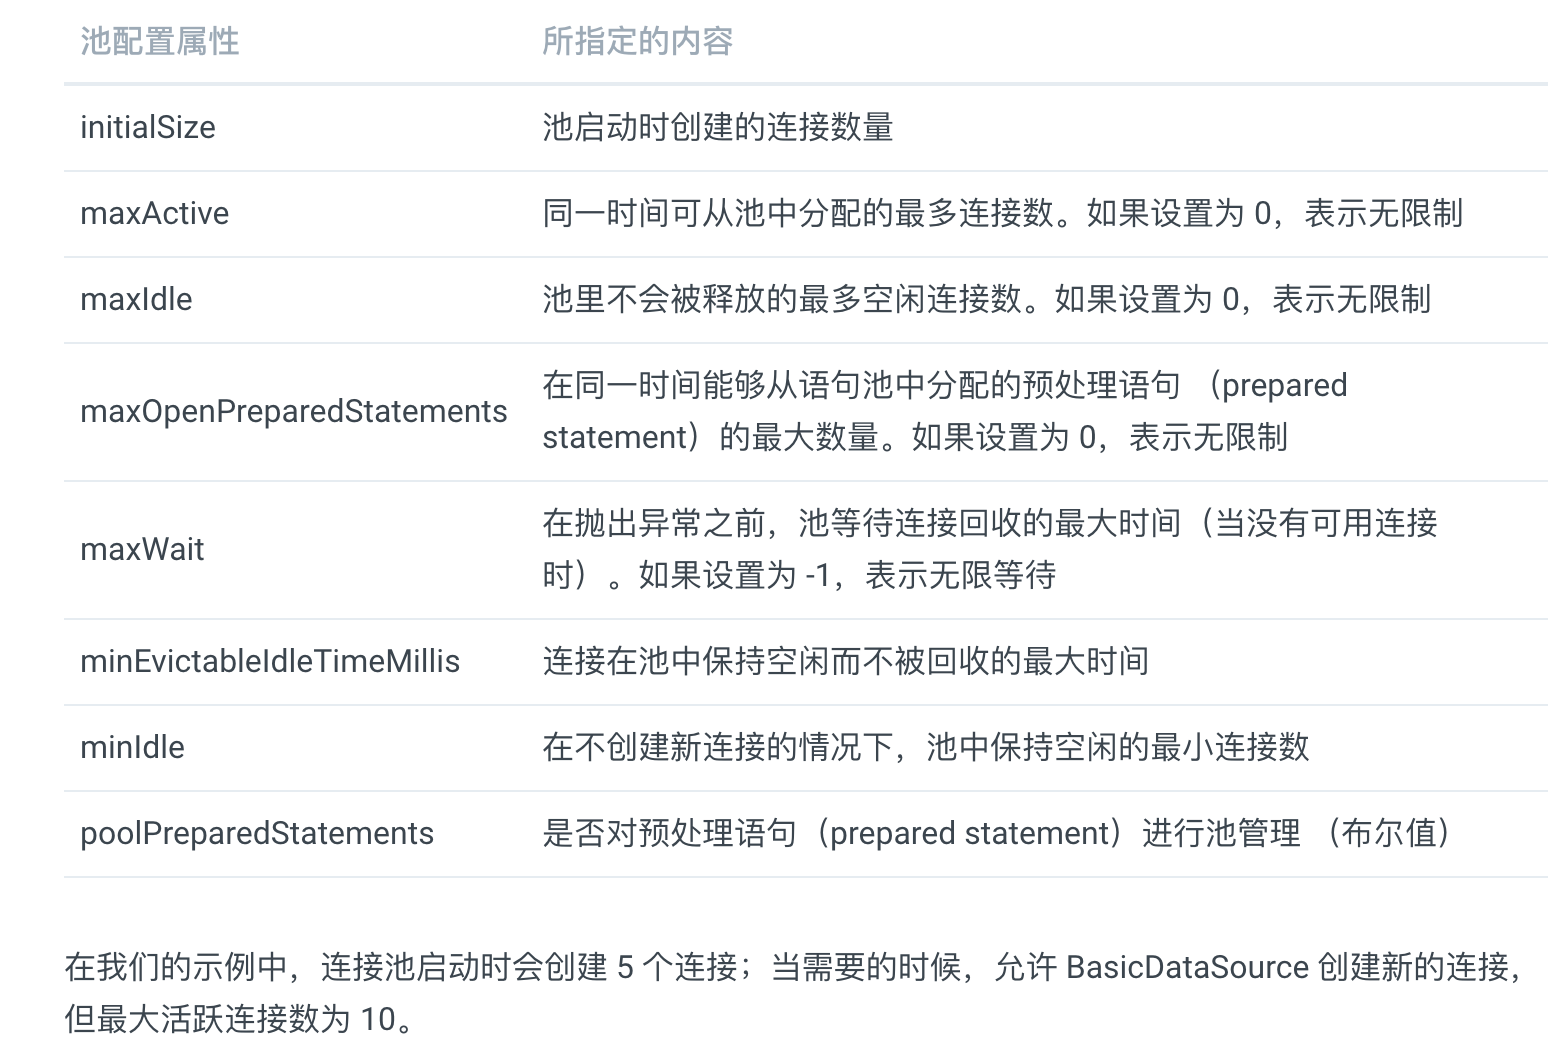 池配置属性 所指定的内容
initialSize 池启动时创建的连接数量
maxActive 同一时间可从池中分配的最多连接数。如果设置为 0，表示无限制
maxIdle 池里不会被释放的最多空闲连接数。如果设置为 0，表示无限制
maxOpenPreparedStatements 在同一时间能够从语句池中分配的预处理语句 （prepared
statement）的最大数量。如果设置为 0，表示无限制
maxWait 在抛出异常之前，池等待连接回收的最大时间（当没有可用连接
时）。如果设置为 -1，表示无限等待
minEvictableIdleTimeMillis 连接在池中保持空闲而不被回收的最大时间
minIdle 在不创建新连接的情况下，池中保持空闲的最小连接数
poolPreparedStatements 是否对预处理语句（prepared statement）进行池管理 （布尔值）
在我们的示例中，连接池启动时会创建 5 个连接；当需要的时候，允许 BasicDataSource 创建新的连接，
但最大活跃连接数为 10。